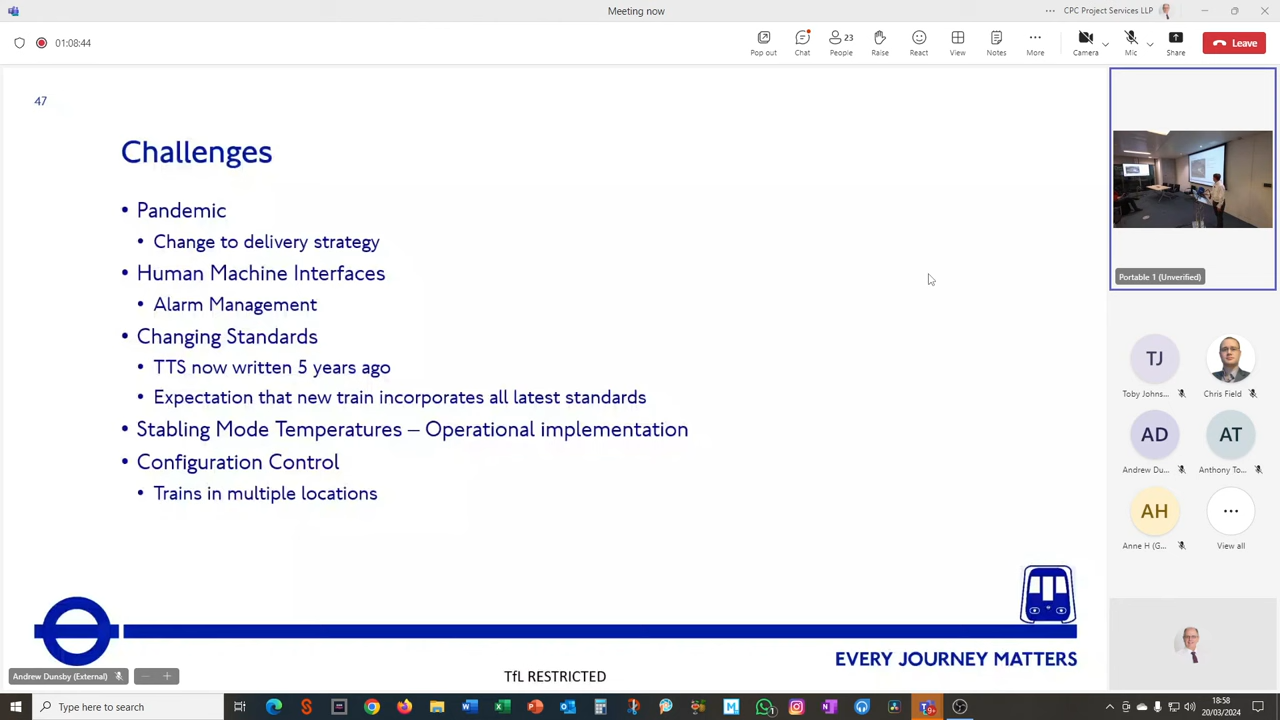 Meeting now
CPC Project Services LLP
01:08:44
Pop out
Chat
People
23
Raise
React
View
Notes
More
Camera
Mic
Share
Leave
47
Challenges
• Pandemic
• Change to delivery strategy
• Human Machine Interfaces
• Alarm Management
• Changing Standards
• TTS now written 5 years ago
• Expectation that new train incorporates all latest standards
• Stabling Mode Temperatures – Operational implementation
• Configuration Control
• Trains in multiple locations
EVERY JOURNEY MATTERS
TfL RESTRICTED
Andrew Dunsby (External)
Portable 1 (Unverified)
TJ
Toby Johns...
Chris Field
AD
Andrew Du...
AT
Anthony To...
AH
Anne H (G...
View all
Type here to search
18:58
20/03/2024